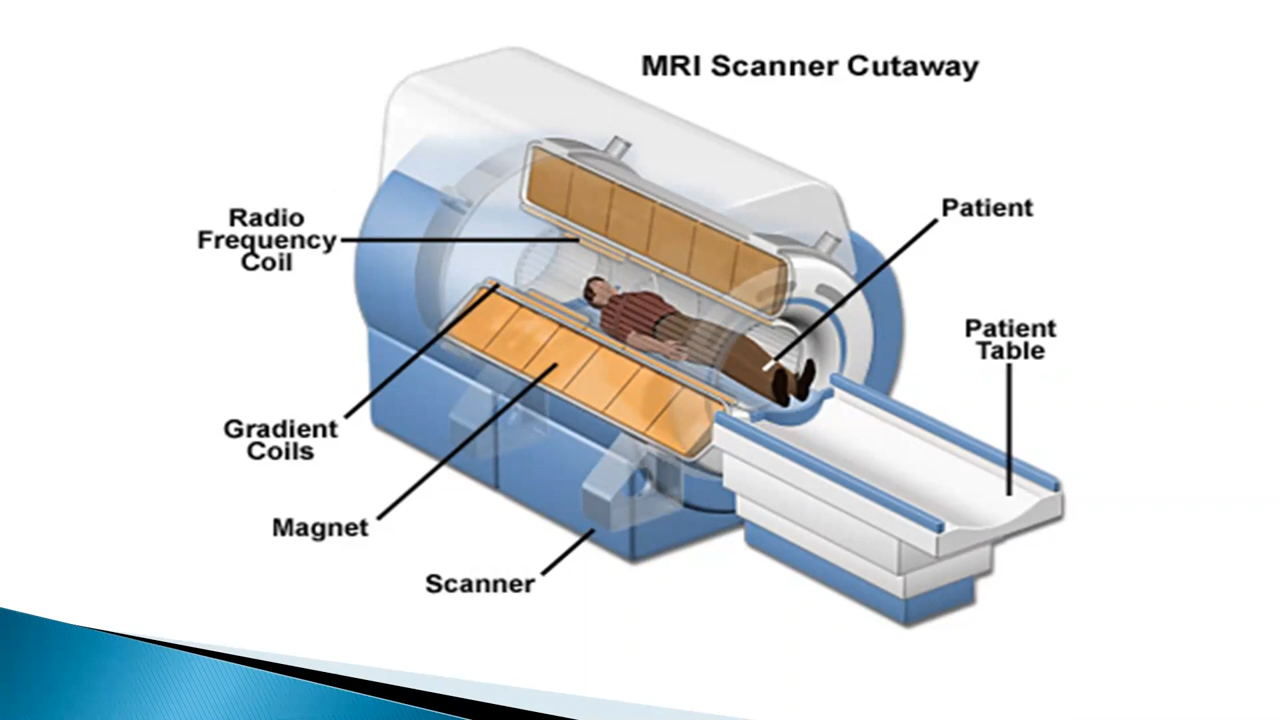 MRI Scanner Cutaway
Patient
Radio
Frequency
Coil
Patient
Table
Gradient
Coils
Magnet
Scanner